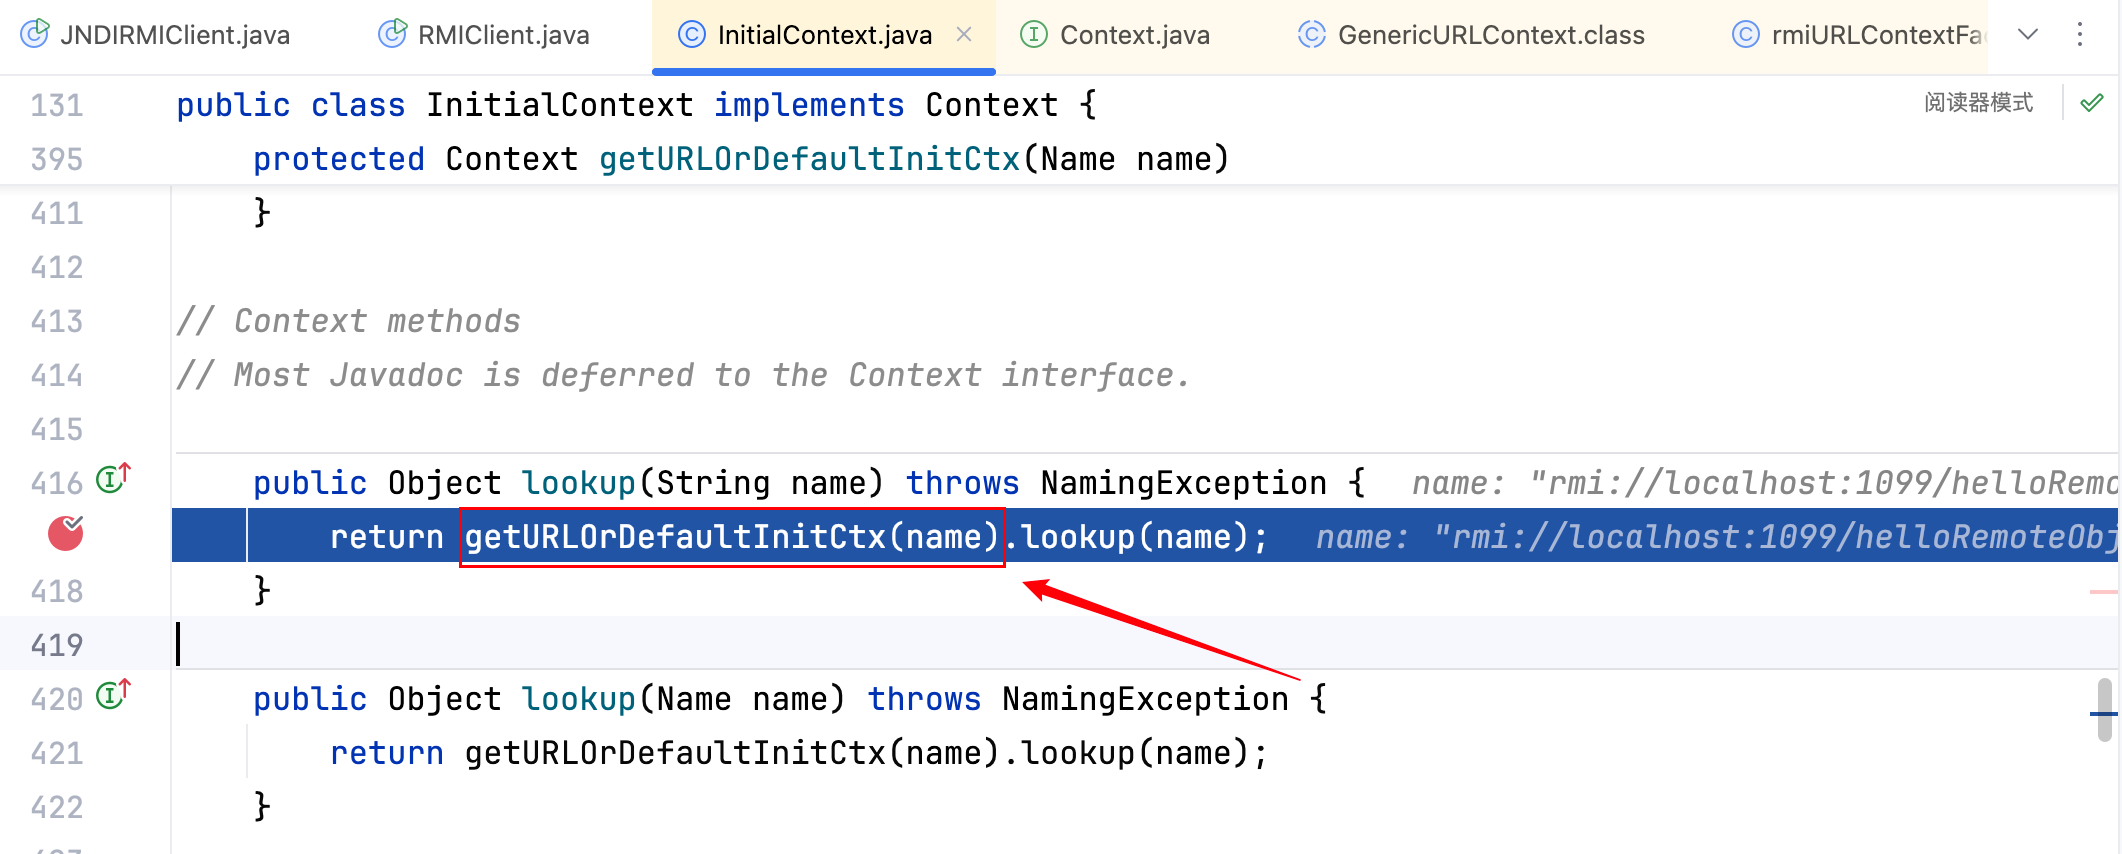 JNDIRMIClient.java RMIClient.java InitialContext.java Context.java GenericURLContext.class rmiURLContextFa
131 public class InitialContext implements Context { 阅读器模式
395 protected Context getURLOrDefaultInitCtx(Name name)
411 }
412
413 // Context methods
414 // Most Javadoc is deferred to the Context interface.
415
416 public Object lookup(String name) throws NamingException { name: "rmi://localhost:1099/helloRemo
return getURLOrDefaultInitCtx(name).lookup(name); name: "rmi://localhost:1099/helloRemoteObj
418 }
419
420 public Object lookup(Name name) throws NamingException {
421 return getURLOrDefaultInitCtx(name).lookup(name);
422 }